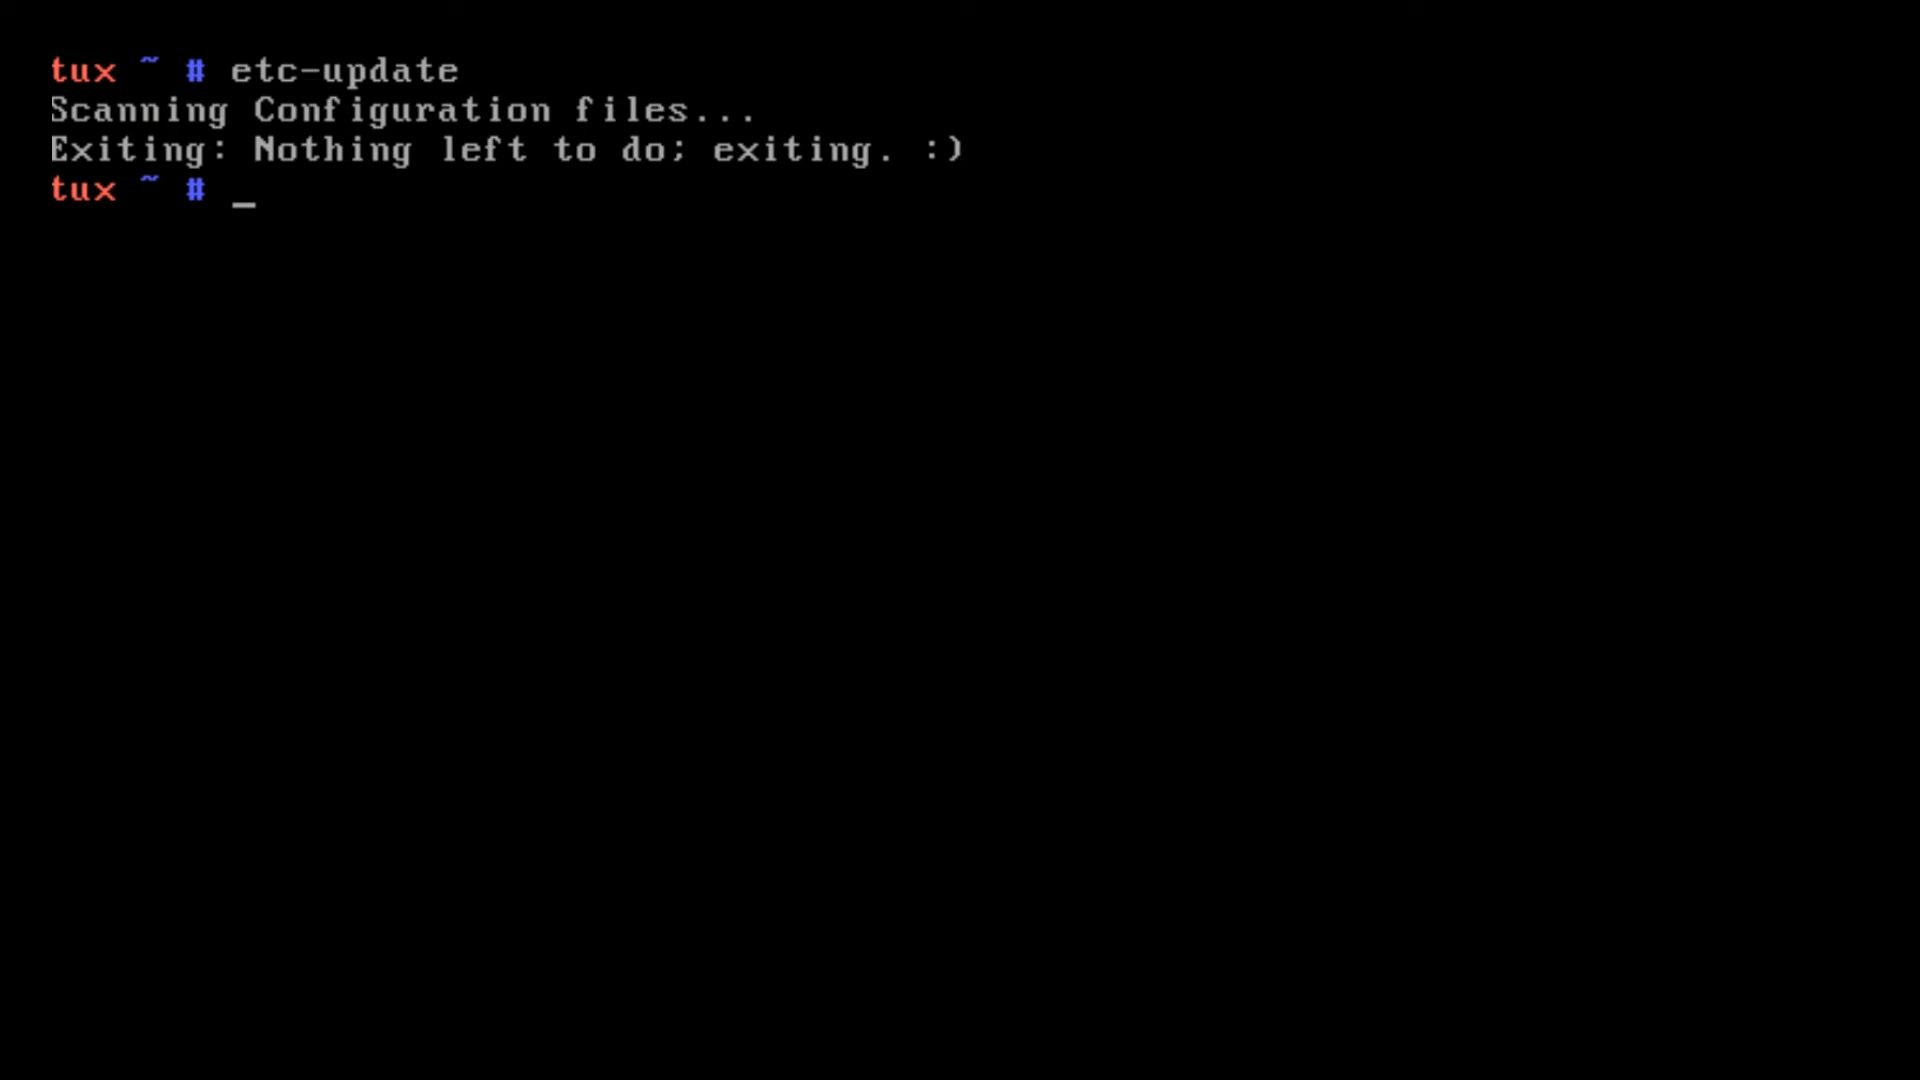 tux ~ # etc-update
Scanning Configuration files...
Exiting: Nothing left to do; exiting. :)
tux ~ # _